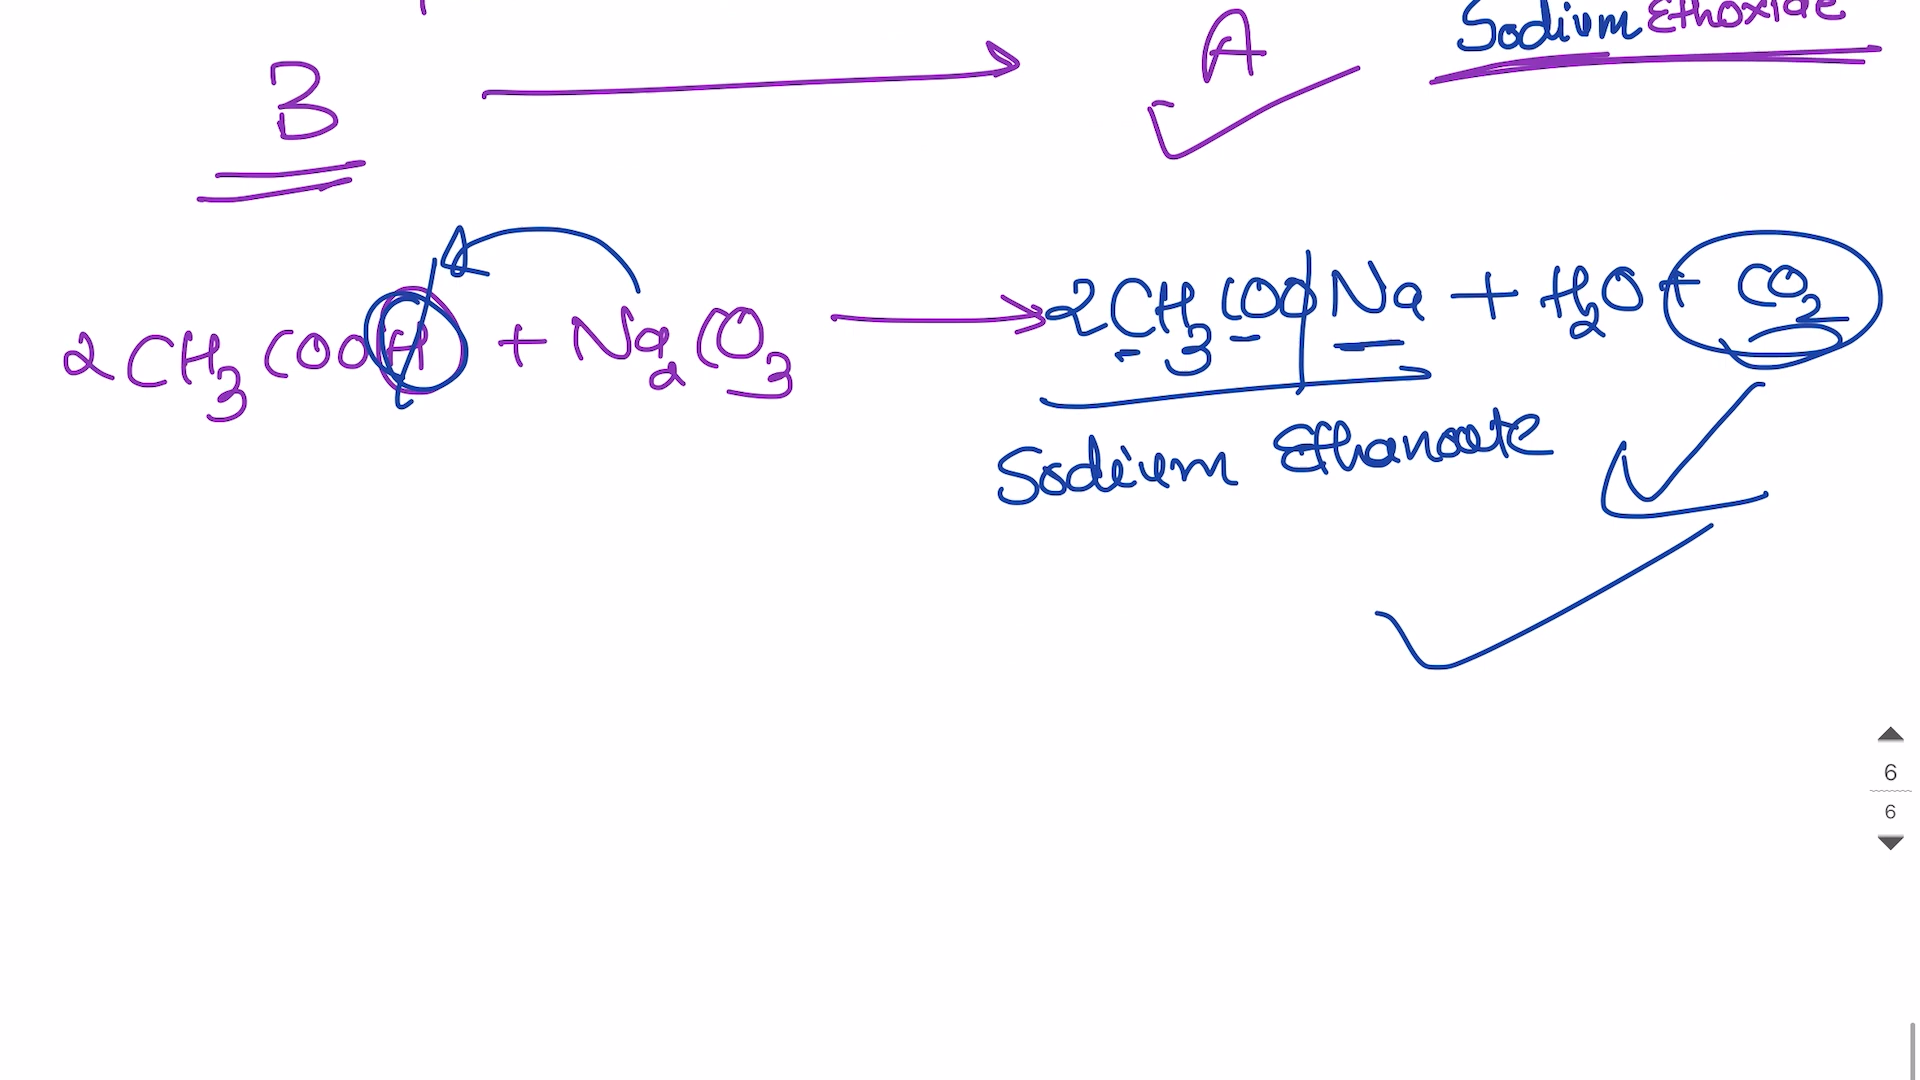 Sodium Ethoxide
B → A
2CH3COOH + Na2CO3 → 2CH3COONa + H2O + CO2
Sodium Ethanoate
6
6